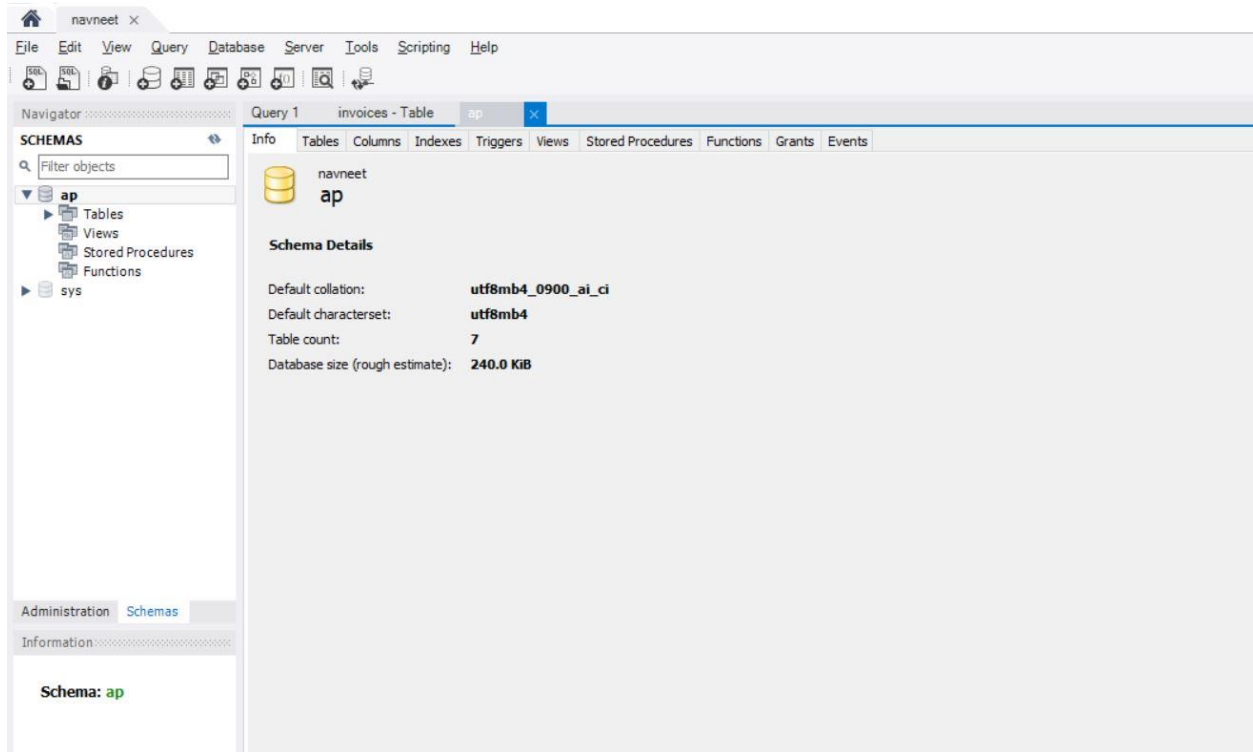 navneet
File Edit View Query Database Server Tools Scripting Help
Navigator
SCHEMAS
Filter objects
ap
Tables
Views
Stored Procedures
Functions
sys
Administration Schemas
Information
Schema: ap
Query 1 invoices - Table ap
Info Tables Columns Indexes Triggers Views Stored Procedures Functions Grants Events
navneet
ap
Schema Details
Default collation: utf8mb4_0900_ai_ci
Default characterset: utf8mb4
Table count: 7
Database size (rough estimate): 240.0 KiB